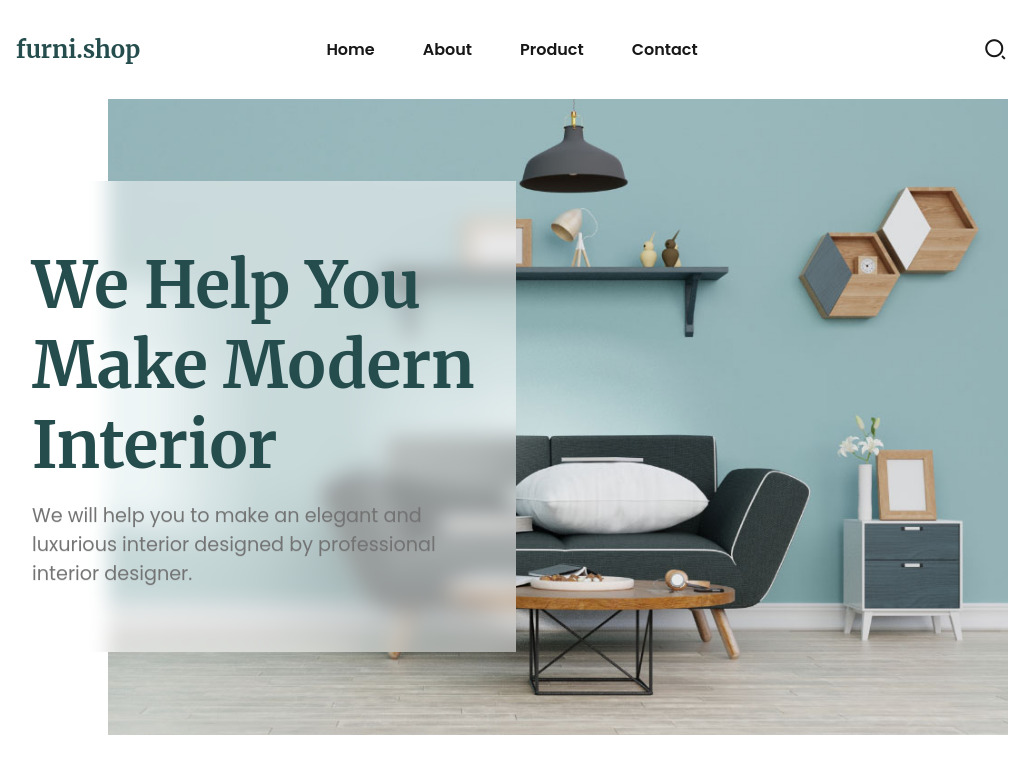 furni.shop
Home About Product Contact
We Help You
Make Modern
Interior
We will help you to make an elegant and
luxurious interior designed by professional
interior designer.